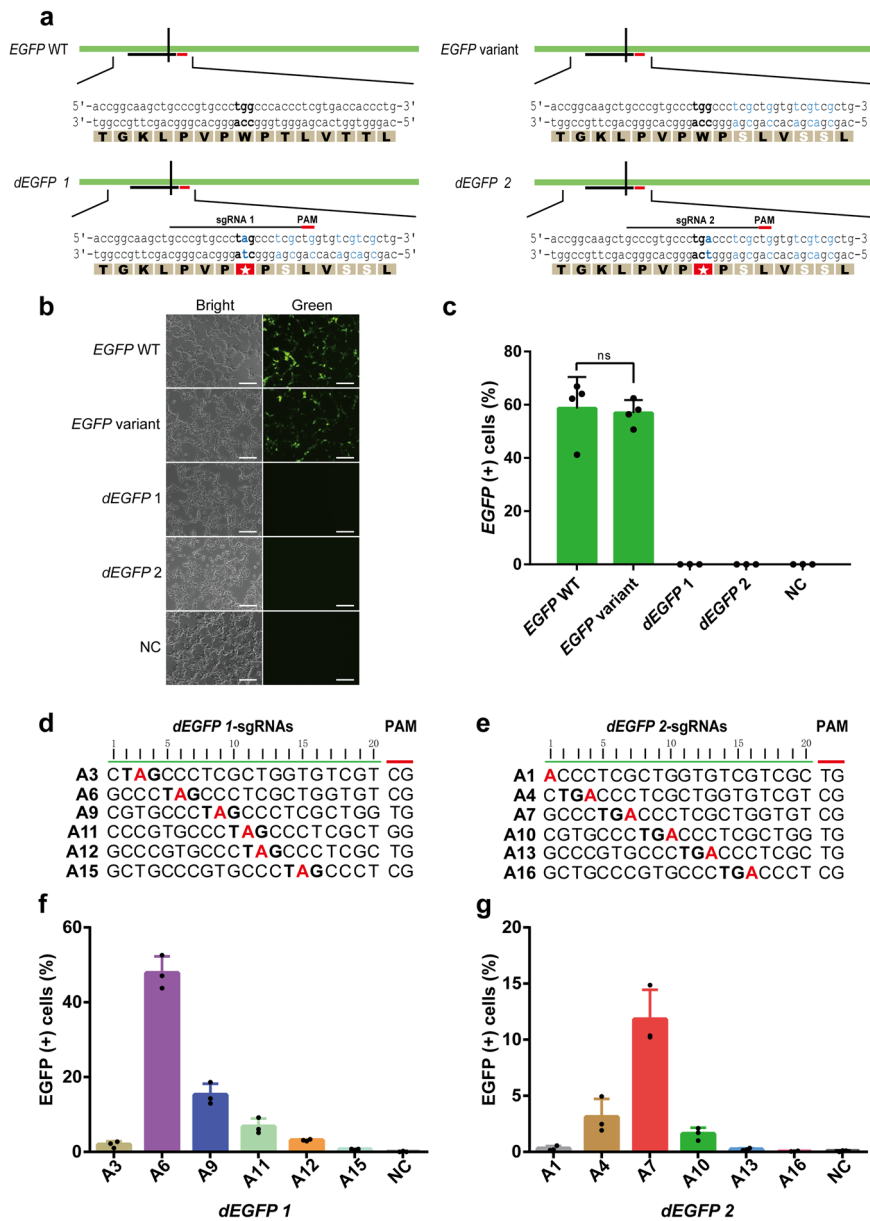 a
EGFP WT
5'-accggcaagctgcccgtgccctggcccaccctcgtgaccaccctg-3'
3'-tggccgttcgacgggcacgggaccgggtgggagcactggtgggac-5'
T G K L P V P W P T L V T T L
EGFP variant
5'-accggcaagctgcccgtgccctggccctcgctggtgtcgtcgctg-3'
3'-tggccgttcgacgggcacgggaccgggagcgaccacagcagcgac-5'
T G K L P V P W P S L V S S L
dEGFP 1
sgRNA 1 PAM
5'-accggcaagctgcccgtgccctagccctcgctggtgtcgtcgctg-3'
3'-tggccgttcgacgggcacgggatcgggagcgaccacagcagcgac-5'
T G K L P V P ★ P S L V S S L
dEGFP 2
sgRNA 2 PAM
5'-accggcaagctgcccgtgccctgaccctcgctggtgtcgtcgctg-3'
3'-tggccgttcgacgggcacgggactgggagcgaccacagcagcgac-5'
T G K L P V P ★ P S L V S S L
b
Bright Green
EGFP WT
EGFP variant
dEGFP 1
dEGFP 2
NC
c
EGFP (+) cells (%)
80
60
40
20
0
ns
EGFP WT
EGFP variant
dEGFP 1
dEGFP 2
NC
d
dEGFP 1-sgRNAs PAM
1 5 10 15 20
A3 CTAGCCCTCGCTGGTGTCGT CG
A6 GCCCTAGCCCTCGCTGGTGT CG
A9 CGTGCCCTAGCCCTCGCTGG TG
A11 CCCGTGCCCTAGCCCTCGCT GG
A12 GCCCGTGCCCTAGCCCTCGC TG
A15 GCTGCCCGTGCCCTAGCCCT CG
e
dEGFP 2-sgRNAs PAM
1 5 10 15 20
A1 ACCCTCGCTGGTGTCGTCGC TG
A4 CTGACCCTCGCTGGTGTCGT CG
A7 GCCCTGACCCTCGCTGGTGT CG
A10 CGTGCCCTGACCCTCGCTGG TG
A13 GCCCGTGCCCTGACCCTCGC TG
A16 GCTGCCCGTGCCCTGACCCT CG
f
EGFP (+) cells (%)
60
40
20
0
A3 A6 A9 A11 A12 A15 NC
dEGFP 1
g
EGFP (+) cells (%)
20
15
10
5
0
A1 A4 A7 A10 A13 A16 NC
dEGFP 2